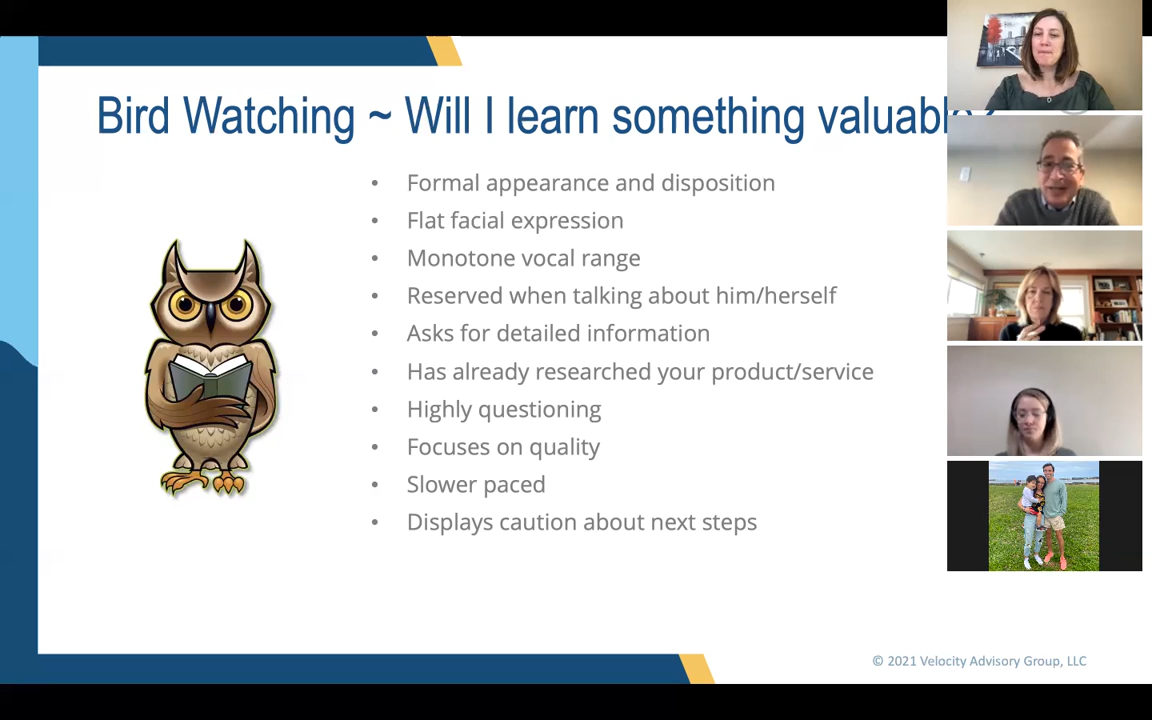 Bird Watching ~ Will I learn something valuable?
• Formal appearance and disposition
• Flat facial expression
• Monotone vocal range
• Reserved when talking about him/herself
• Asks for detailed information
• Has already researched your product/service
• Highly questioning
• Focuses on quality
• Slower paced
• Displays caution about next steps
© 2021 Velocity Advisory Group, LLC